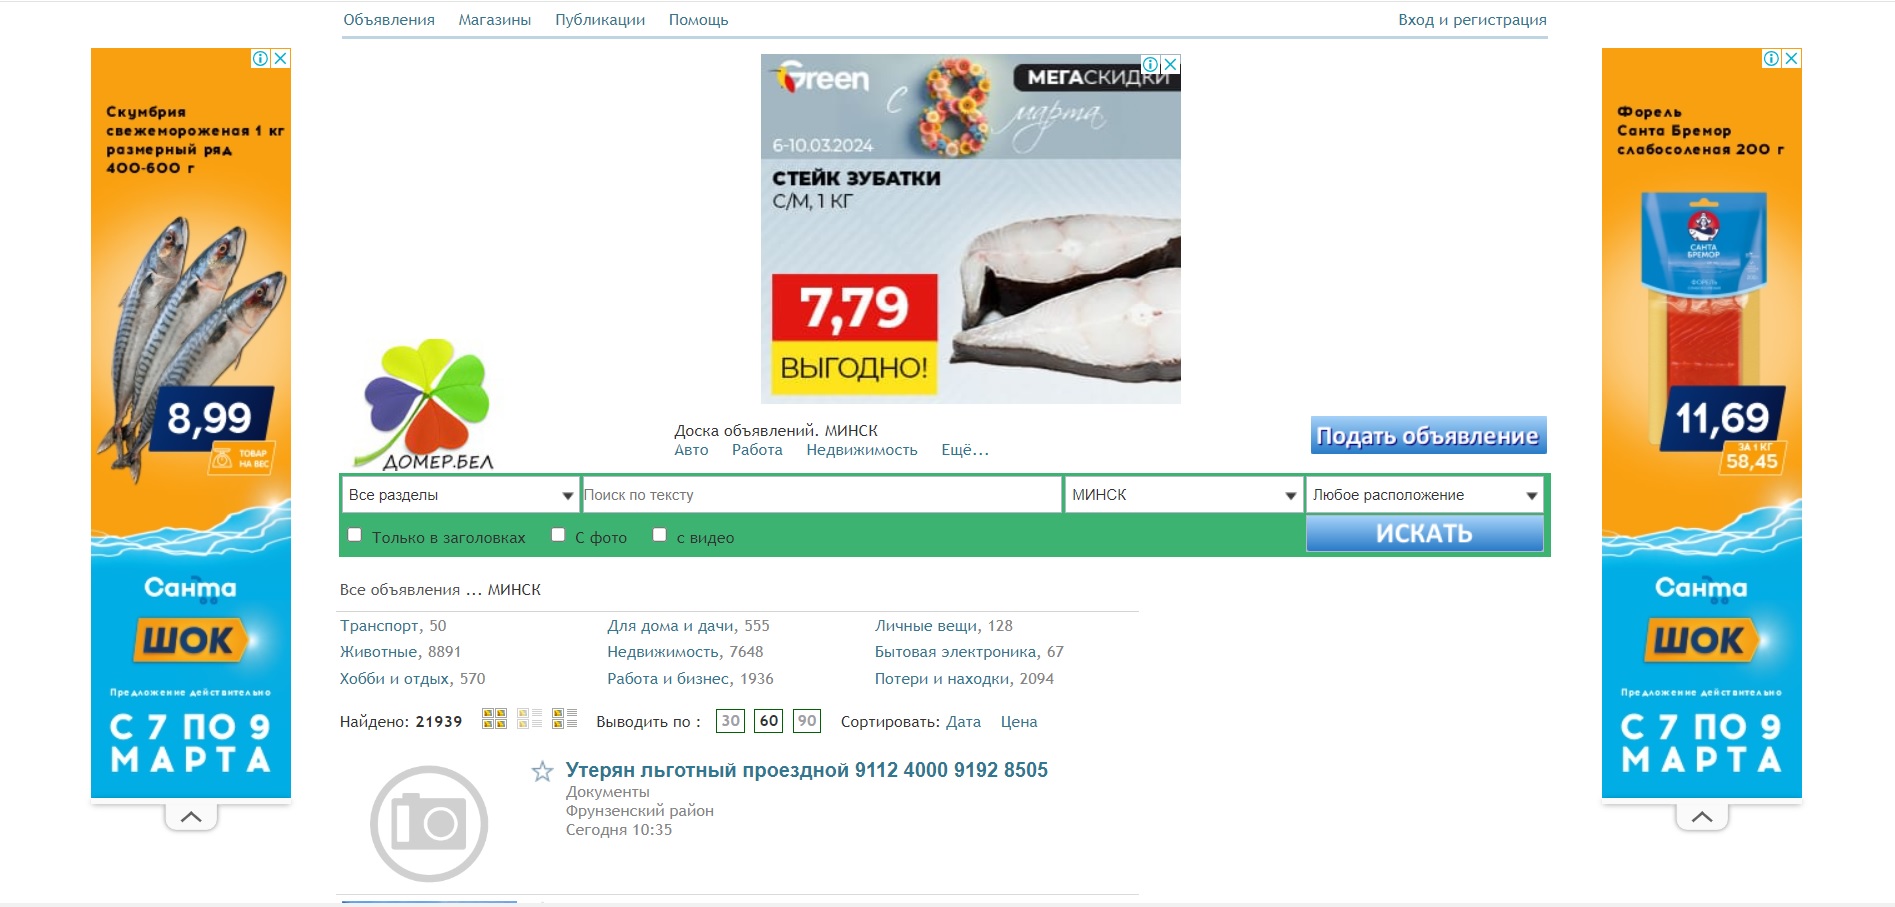 Объявления Магазины Публикации Помощь Вход и регистрация
Скумбрия
свежемороженая 1 кг
размерный ряд
400-600 г
8,99
ТОВАР
НА ВЕС
Санта
ШОК
Предложение действительно
С 7 ПО 9
МАРТА
Green
МЕГАСКИДКИ
с 8 марта
6-10.03.2024
СТЕЙК ЗУБАТКИ
С/М, 1 КГ
7,79
ВЫГОДНО!
Форель
Санта Бремор
слабосоленая 200 г
САНТА
БРЕМОР
ФОРЕЛЬ
11,69
ЗА 1 КГ
58,45
Санта
ШОК
Предложение действительно
С 7 ПО 9
МАРТА
ДОМЕР.БЕЛ
Доска объявлений. МИНСК
Авто Работа Недвижимость Ещё...
Подать объявление
Все разделы Поиск по тексту МИНСК Любое расположение
Только в заголовках С фото с видео ИСКАТЬ
Все объявления ... МИНСК
Транспорт, 50 Для дома и дачи, 555 Личные вещи, 128
Животные, 8891 Недвижимость, 7648 Бытовая электроника, 67
Хобби и отдых, 570 Работа и бизнес, 1936 Потери и находки, 2094
Найдено: 21939 Выводить по : 30 60 90 Сортировать: Дата Цена
Утерян льготный проездной 9112 4000 9192 8505
Документы
Фрунзенский район
Сегодня 10:35